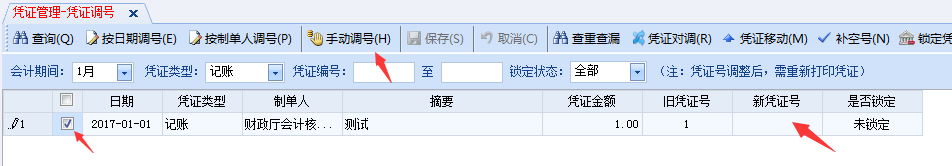 凭证管理-凭证调号 X
查询(Q) 按日期调号(E) 按制单人调号(P) 手动调号(H) 保存(S) 取消(C) 查重查漏 凭证对调(R) 凭证移动(M) 补空号(N) 锁定凭
会计期间: 1月 凭证类型: 记账 凭证编号: 至 锁定状态: 全部 (注：凭证号调整后，需重新打印凭证)
日期 凭证类型 制单人 摘要 凭证金额 旧凭证号 新凭证号 是否锁定
1 2017-01-01 记账 财政厅会计核... 测试 1.00 1 未锁定